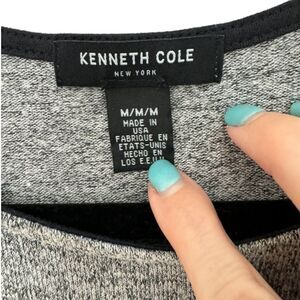 KENNETH COLE
NEW YORK
M/M/M
MADE IN
USA
FABRIQUE EN
ETATS-UNIS
HECHO EN
LOS E.E.U.U